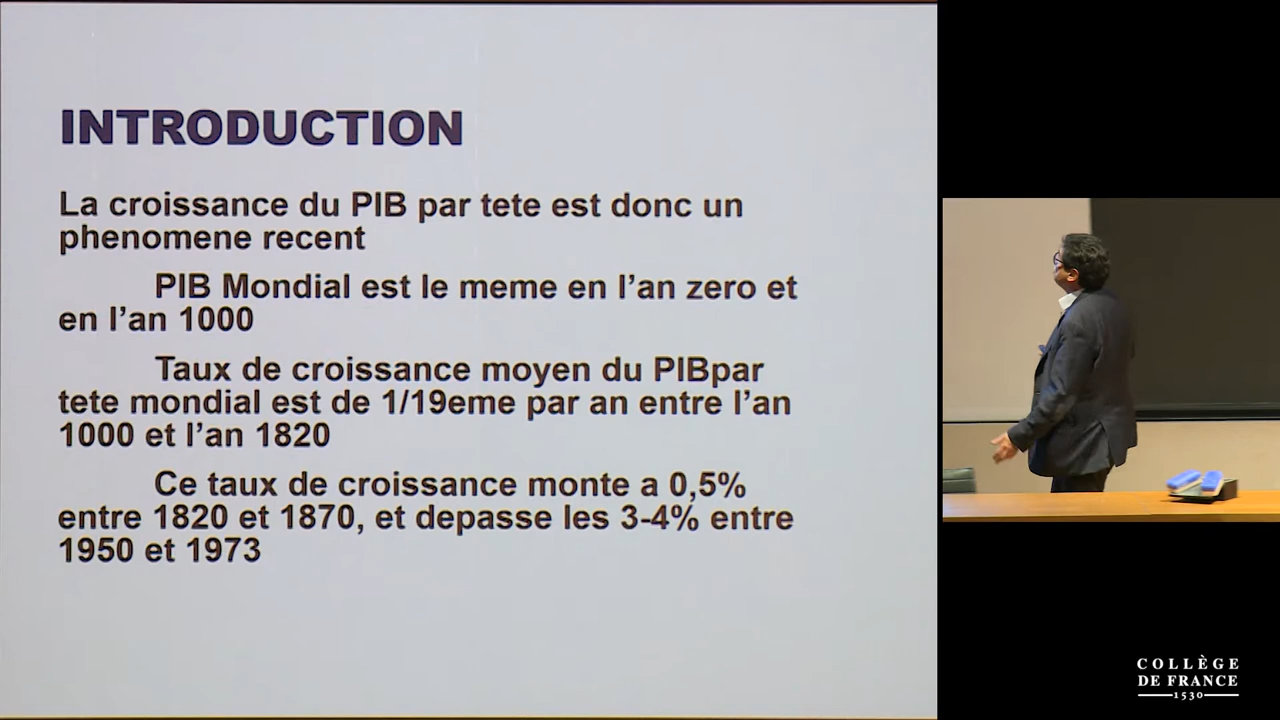 INTRODUCTION
La croissance du PIB par tete est donc un
phenomene recent
PIB Mondial est le meme en l’an zero et
en l’an 1000
Taux de croissance moyen du PIBpar
tete mondial est de 1/19eme par an entre l’an
1000 et l’an 1820
Ce taux de croissance monte a 0,5%
entre 1820 et 1870, et depasse les 3-4% entre
1950 et 1973
COLLÈGE
DE FRANCE
1530